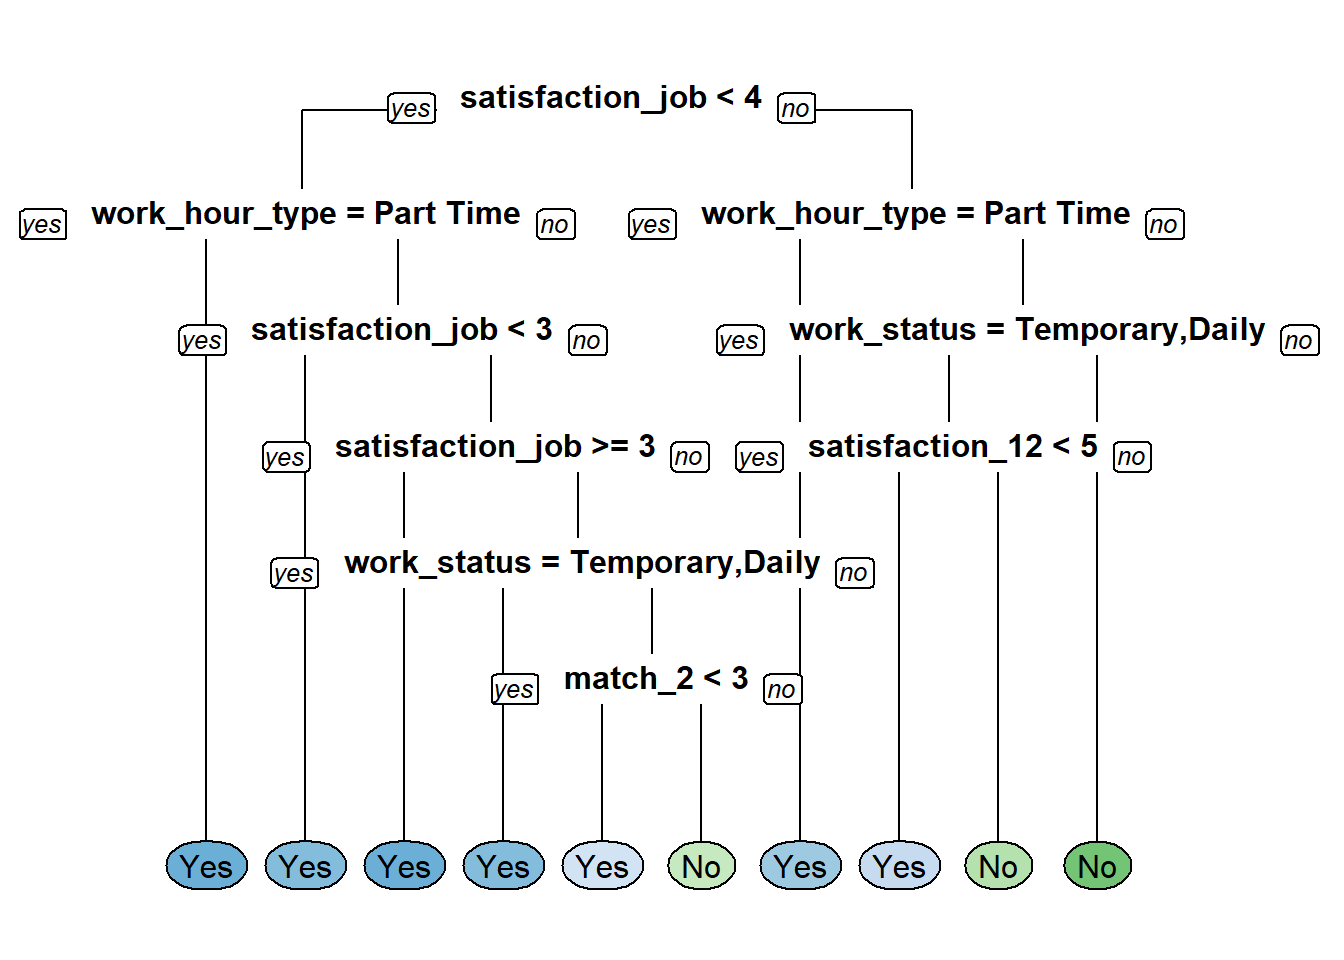 yes satisfaction_job < 4 no
yes work_hour_type = Part Time no yes work_hour_type = Part Time no
yes satisfaction_job < 3 no yes work_status = Temporary,Daily no
yes satisfaction_job >= 3 no yes satisfaction_12 < 5 no
yes work_status = Temporary,Daily no
yes match_2 < 3 no
Yes Yes Yes Yes Yes No Yes Yes No No